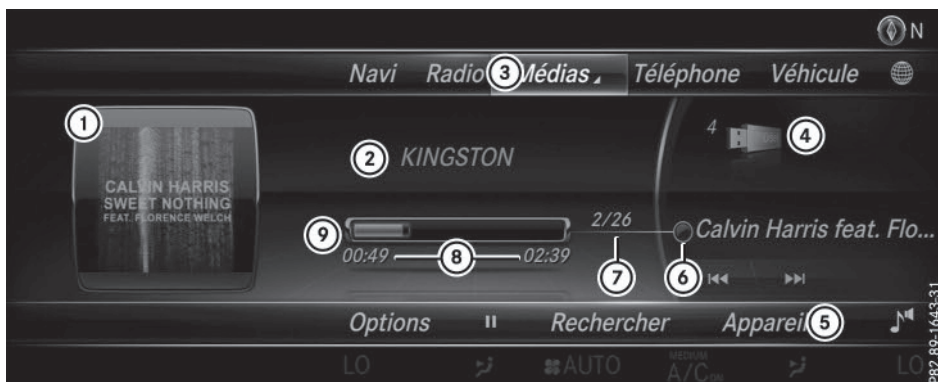 N
Navi Radio 3 Médias Téléphone Véhicule
1
CALVIN HARRIS
SWEET NOTHING
FEAT. FLORENCE WELCH
2 KINGSTON
4 4
9 2/26
00:49 8 02:39
7
6 Calvin Harris feat. Flo...
Options Rechercher Appareil 5
LO AUTO MEDIUM A/C ON LO
P82.89-1643-31